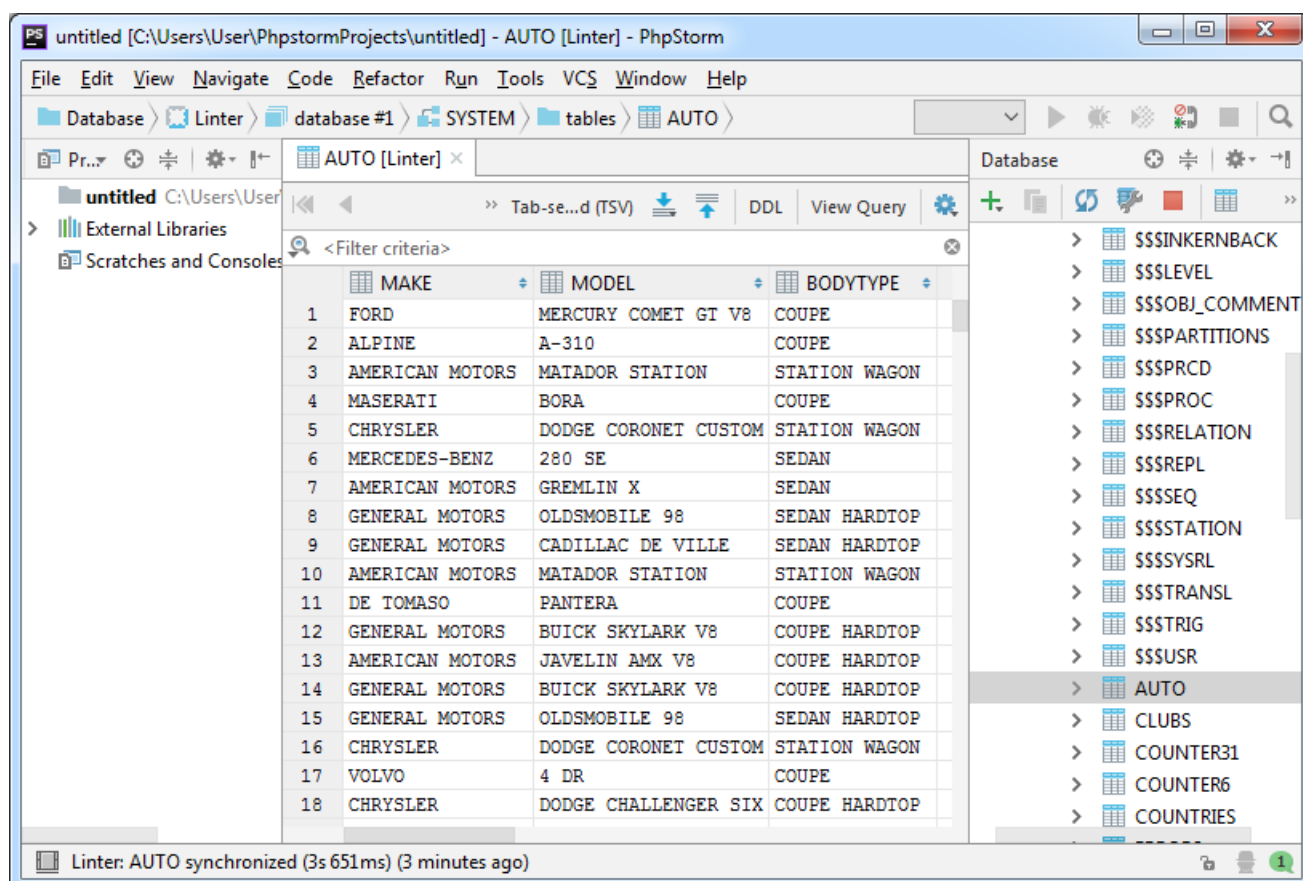 PS untitled [C:\Users\User\PhpstormProjects\untitled] - AUTO [Linter] - PhpStorm
File Edit View Navigate Code Refactor Run Tools VCS Window Help
Database Linter database #1 SYSTEM tables AUTO
Pr...
untitled C:\Users\User
External Libraries
Scratches and Consoles
AUTO [Linter]
Tab-se...d (TSV) DDL View Query
<Filter criteria>
MAKE MODEL BODYTYPE
1 FORD MERCURY COMET GT V8 COUPE
2 ALPINE A-310 COUPE
3 AMERICAN MOTORS MATADOR STATION STATION WAGON
4 MASERATI BORA COUPE
5 CHRYSLER DODGE CORONET CUSTOM STATION WAGON
6 MERCEDES-BENZ 280 SE SEDAN
7 AMERICAN MOTORS GREMLIN X SEDAN
8 GENERAL MOTORS OLDSMOBILE 98 SEDAN HARDTOP
9 GENERAL MOTORS CADILLAC DE VILLE SEDAN HARDTOP
10 AMERICAN MOTORS MATADOR STATION STATION WAGON
11 DE TOMASO PANTERA COUPE
12 GENERAL MOTORS BUICK SKYLARK V8 COUPE HARDTOP
13 AMERICAN MOTORS JAVELIN AMX V8 COUPE HARDTOP
14 GENERAL MOTORS BUICK SKYLARK V8 COUPE HARDTOP
15 GENERAL MOTORS OLDSMOBILE 98 SEDAN HARDTOP
16 CHRYSLER DODGE CORONET CUSTOM STATION WAGON
17 VOLVO 4 DR COUPE
18 CHRYSLER DODGE CHALLENGER SIX COUPE HARDTOP
Database
$$$INKERNBACK
$$$LEVEL
$$$OBJ_COMMENT
$$$PARTITIONS
$$$PRCD
$$$PROC
$$$RELATION
$$$REPL
$$$SEQ
$$$STATION
$$$SYSRL
$$$TRANSL
$$$TRIG
$$$USR
AUTO
CLUBS
COUNTER31
COUNTER6
COUNTRIES
Linter: AUTO synchronized (3s 651ms) (3 minutes ago)
1